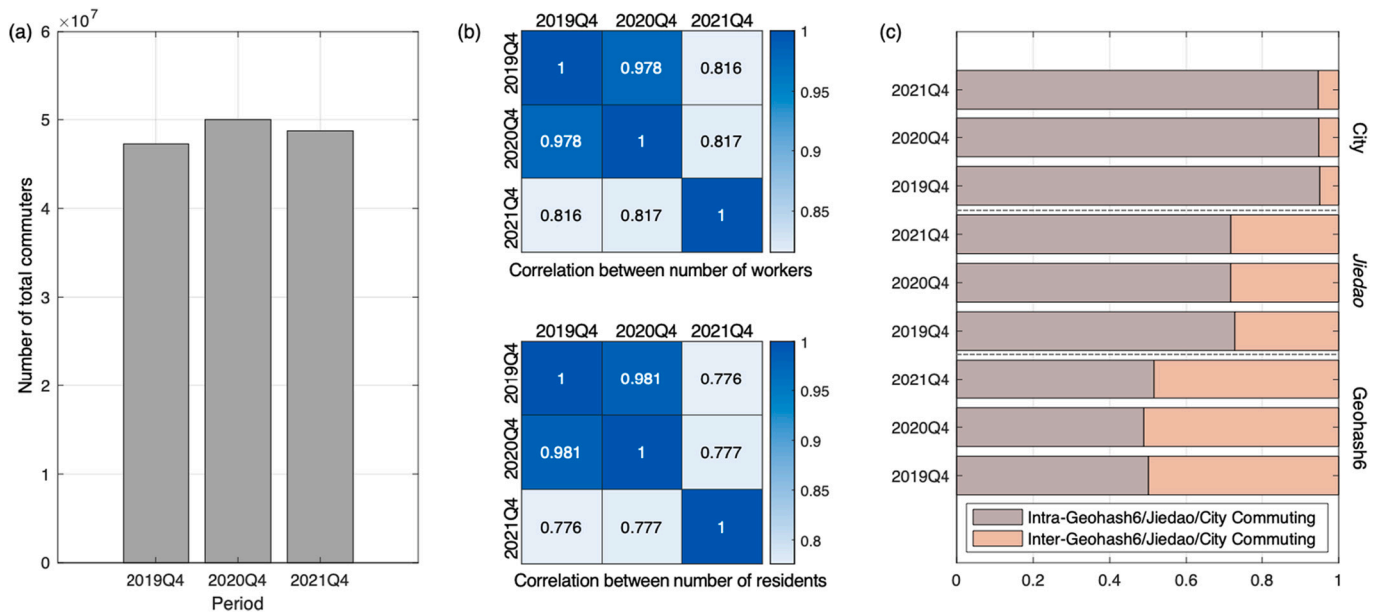 (a)
×10^7
6
5
4
3
2
1
0
Number of total commuters
2019Q4 2020Q4 2021Q4
Period
(b)
2019Q4 2020Q4 2021Q4
2019Q4
2020Q4
2021Q4
1 0.978 0.816
0.978 1 0.817
0.816 0.817 1
1
0.95
0.9
0.85
Correlation between number of workers
2019Q4 2020Q4 2021Q4
2019Q4
2020Q4
2021Q4
1 0.981 0.776
0.981 1 0.777
0.776 0.777 1
1
0.95
0.9
0.85
0.8
Correlation between number of residents
(c)
2021Q4
2020Q4
2019Q4
City
2021Q4
2020Q4
2019Q4
Jiedao
2021Q4
2020Q4
2019Q4
Geohash6
Intra-Geohash6/Jiedao/City Commuting
Inter-Geohash6/Jiedao/City Commuting
0 0.2 0.4 0.6 0.8 1